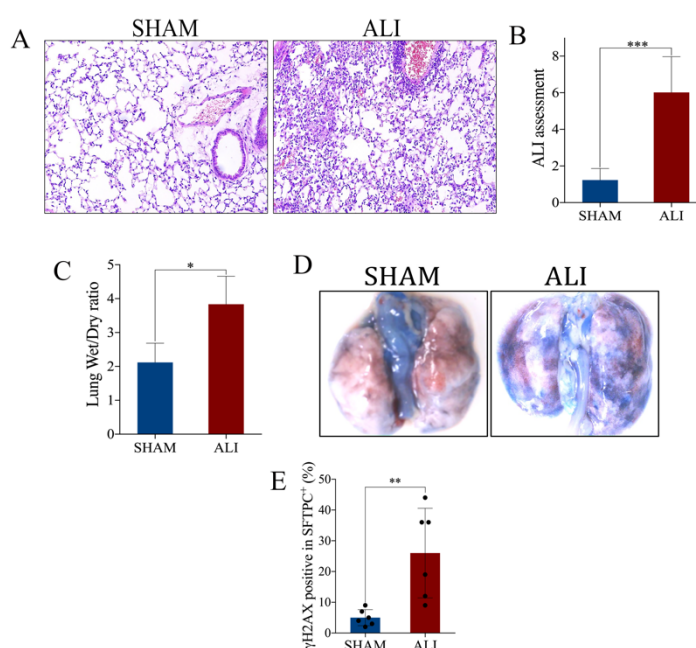 A
SHAM
ALI
B
ALI assessment
8
6
4
2
0
***
SHAM
ALI
C
Lung Wet/Dry ratio
5
4
3
2
1
0
*
SHAM
ALI
D
SHAM
ALI
E
γH2AX positive in SFTPC⁺ (%)
50
40
30
20
10
0
**
SHAM
ALI